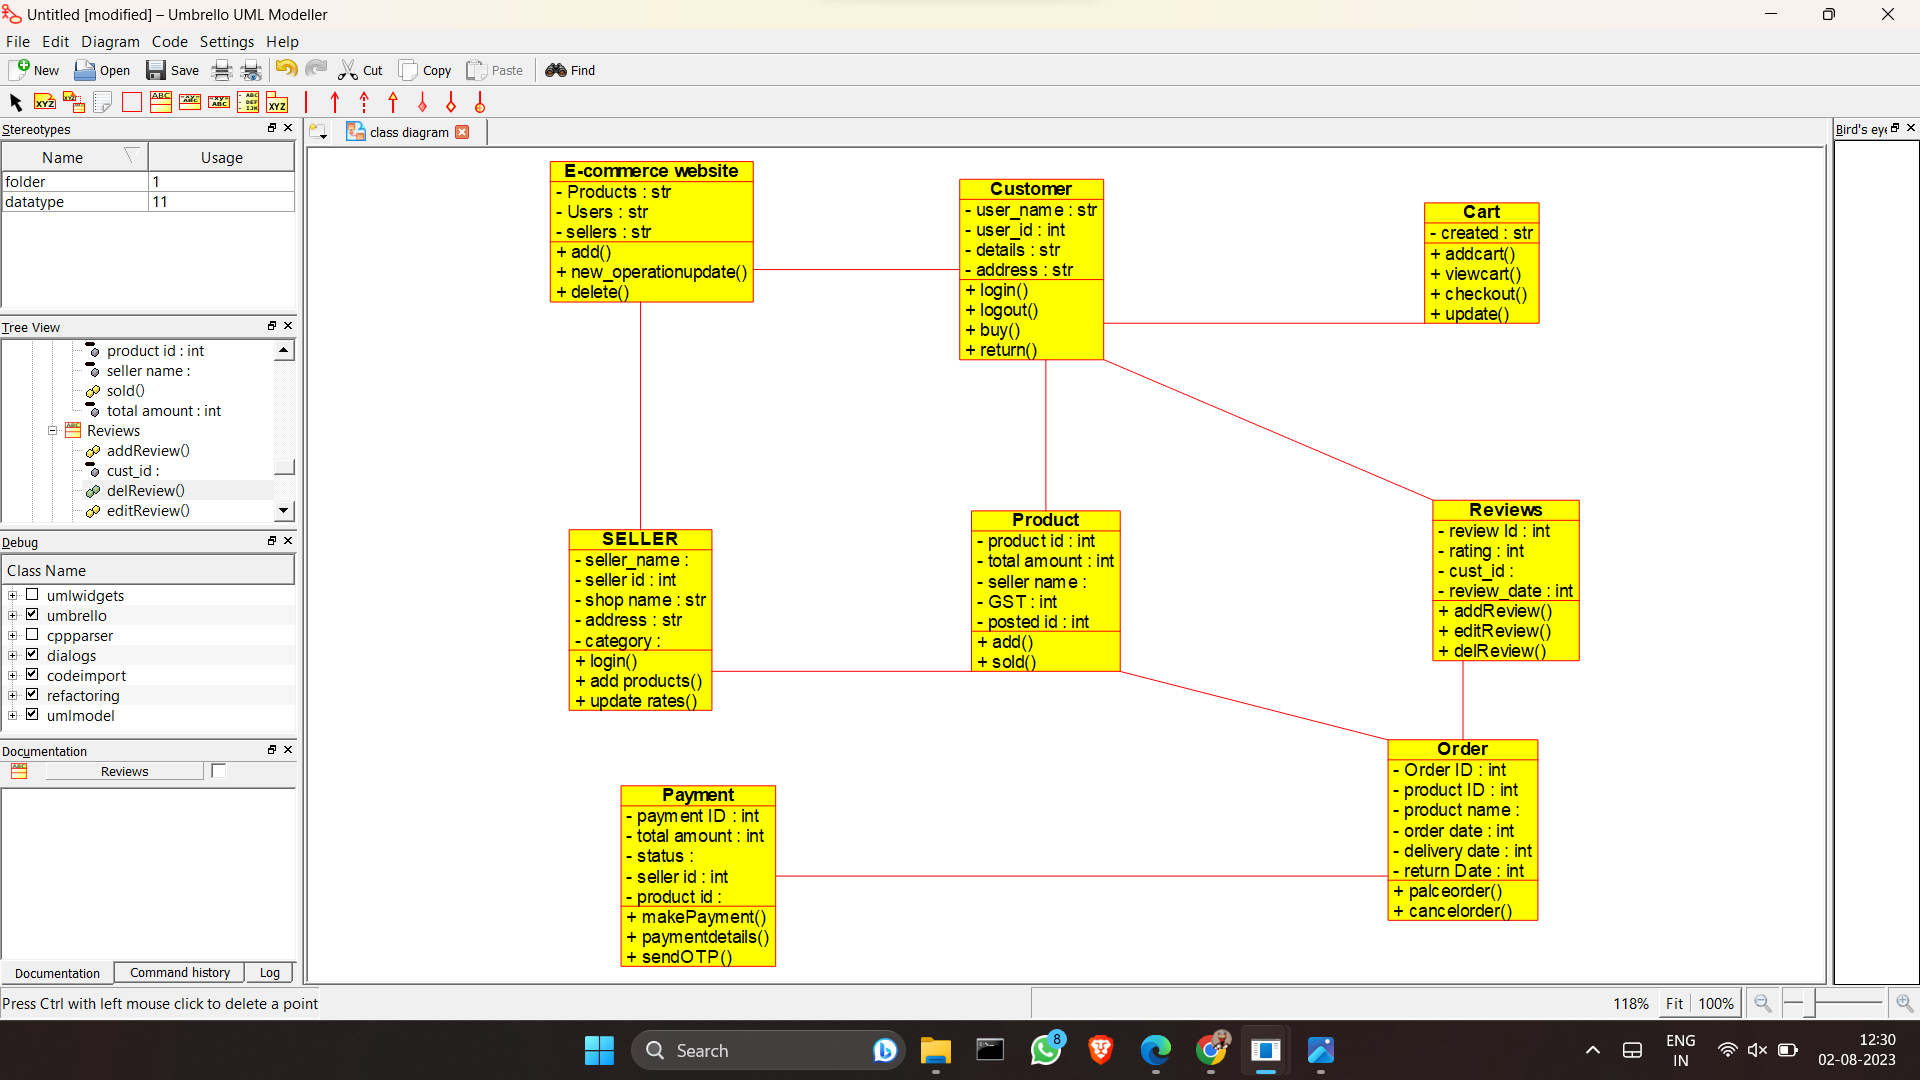 Untitled [modified] – Umbrello UML Modeller
File Edit Diagram Code Settings Help
New Open Save Cut Copy Paste Find
Stereotypes
Name Usage
folder 1
datatype 11
Tree View
product id : int
seller name :
sold()
total amount : int
Reviews
addReview()
cust_id :
delReview()
editReview()
Debug
Class Name
umlwidgets
umbrello
cppparser
dialogs
codeimport
refactoring
umlmodel
Documentation
Reviews
Documentation Command history Log
Press Ctrl with left mouse click to delete a point
class diagram
E-commerce website
- Products : str
- Users : str
- sellers : str
+ add()
+ new_operationupdate()
+ delete()
Customer
- user_name : str
- user_id : int
- details : str
- address : str
+ login()
+ logout()
+ buy()
+ return()
Cart
- created : str
+ addcart()
+ viewcart()
+ checkout()
+ update()
SELLER
- seller_name :
- seller id : int
- shop name : str
- address : str
- category :
+ login()
+ add products()
+ update rates()
Product
- product id : int
- total amount : int
- seller name :
- GST : int
- posted id : int
+ add()
+ sold()
Reviews
- review Id : int
- rating : int
- cust_id :
- review_date : int
+ addReview()
+ editReview()
+ delReview()
Payment
- payment ID : int
- total amount : int
- status :
- seller id : int
- product id :
+ makePayment()
+ paymentdetails()
+ sendOTP()
Order
- Order ID : int
- product ID : int
- product name :
- order date : int
- delivery date : int
- return Date : int
+ palceorder()
+ cancelorder()
Bird's eye
118% Fit 100%
Search
8
ENG
IN
12:30
02-08-2023